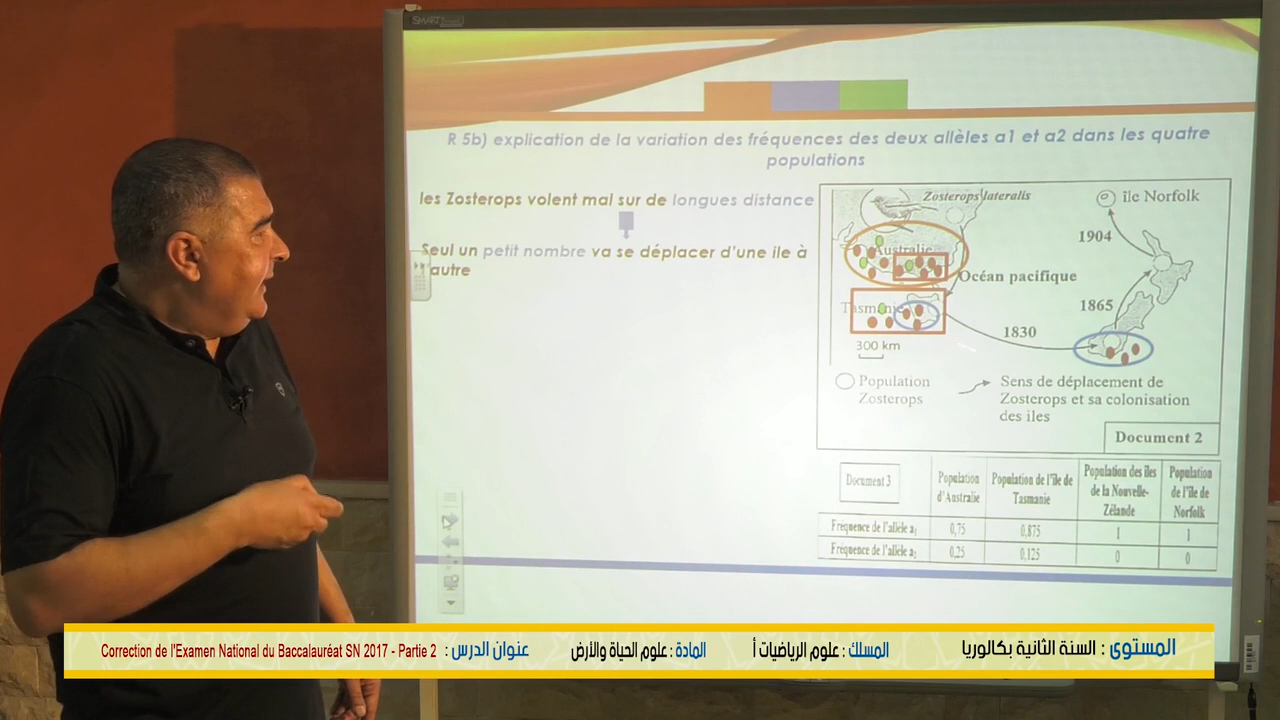 SMART
R 5b) explication de la variation des fréquences des deux allèles a1 et a2 dans les quatre
populations
les Zosterops volent mal sur de longues distance
Seul un petit nombre va se déplacer d'une ile à
autre
Zosterops lateralis
île Norfolk
1904
Australie
Océan pacifique
1865
Tasmanie
1830
300 km
Population
Zosterops
Sens de déplacement de
Zosterops et sa colonisation
des iles
Document 2
Document 3
Population
d'Australie
Population de l'île de
Tasmanie
Population des îles
de la Nouvelle-
Zélande
Population
de l'île de
Norfolk
Fréquence de l'allèle a1 0,75 0,875 1 1
Fréquence de l'allèle a2 0,25 0,125 0 0
المستوى : السنة الثانية بكالوريا
المسلك : علوم الرياضيات أ
المادة : علوم الحياة والأرض
عنوان الدرس : Correction de l'Examen National du Baccalauréat SN 2017 - Partie 2